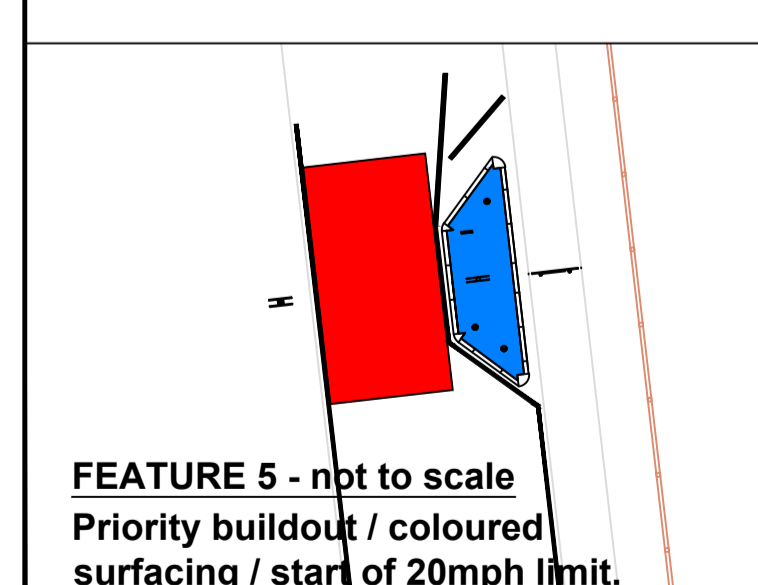 FEATURE 5 - not to scale
Priority buildout / coloured
surfacing / start of 20mph limit.